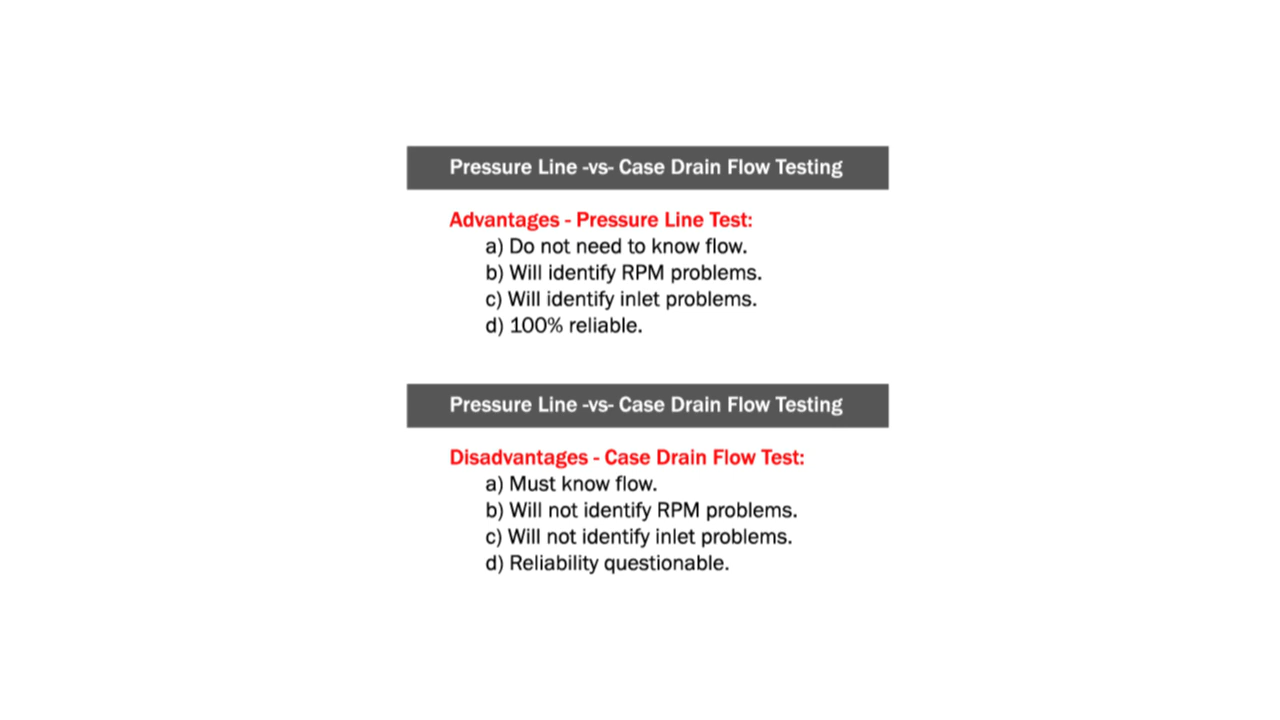 Pressure Line -vs- Case Drain Flow Testing
Advantages - Pressure Line Test:
a) Do not need to know flow.
b) Will identify RPM problems.
c) Will identify inlet problems.
d) 100% reliable.
Pressure Line -vs- Case Drain Flow Testing
Disadvantages - Case Drain Flow Test:
a) Must know flow.
b) Will not identify RPM problems.
c) Will not identify inlet problems.
d) Reliability questionable.